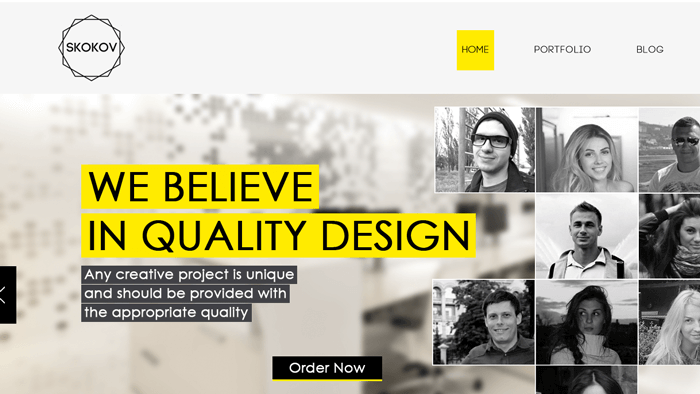 SKOKOV
HOME
PORTFOLIO
BLOG
WE BELIEVE
IN QUALITY DESIGN
Any creative project is unique
and should be provided with
the appropriate quality
Order Now